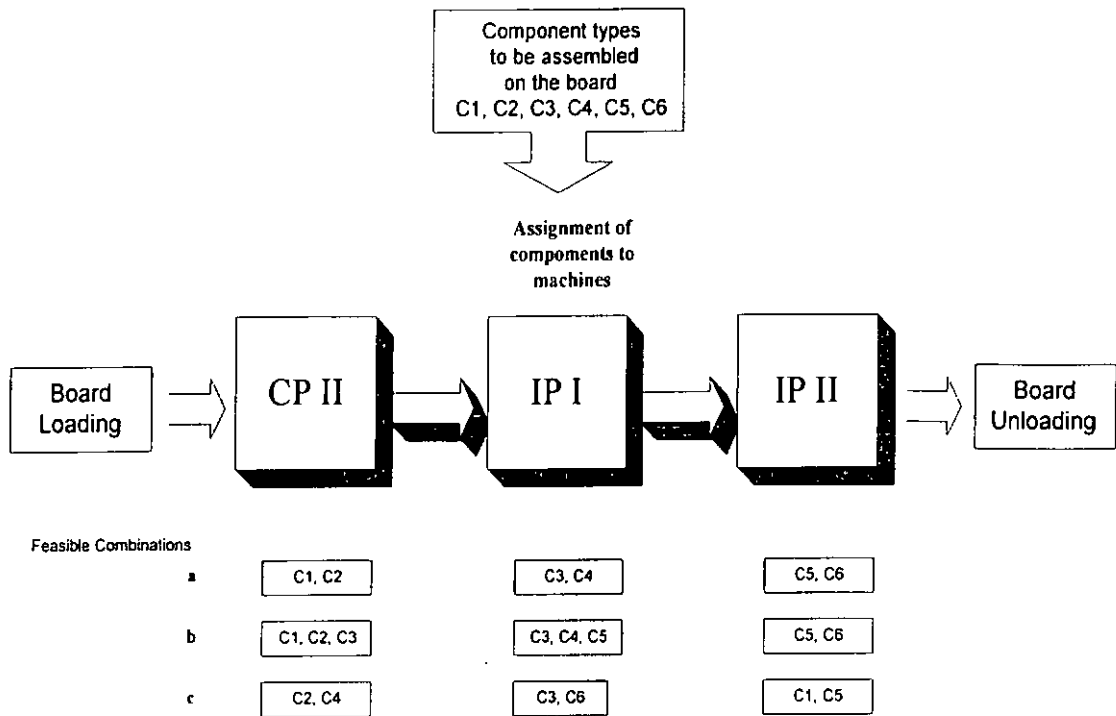 Component types
to be assembled
on the board
C1, C2, C3, C4, C5, C6
Assignment of
compoments to
machines
Board
Loading
CP II
IP I
IP II
Board
Unloading
Feasible Combinations
a
C1, C2
C3, C4
C5, C6
b
C1, C2, C3
C3, C4, C5
C5, C6
c
C2, C4
C3, C6
C1, C5